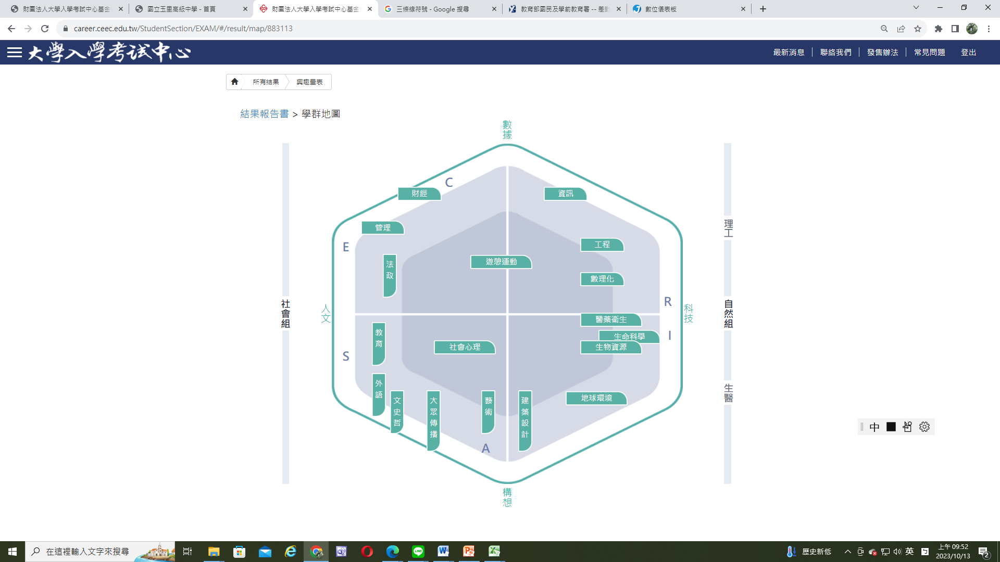 財團法人大學入學考試中心基金
國立玉里高級中學 - 首頁
財團法人大學入學考試中心基金
三條線符號 - Google 搜尋
教育部國民及學前教育署 -- 差勤
數位儀表板
career.ceec.edu.tw/StudentSection/EXAM/#/result/map/883113
大學入學考試中心
最新消息
聯絡我們
發售辦法
常見問題
登出
所有結果
興趣量表
結果報告書 > 學群地圖
數據
C
財經
資訊
管理
理工
E
工程
法政
遊憩運動
數理化
R
社會組
人文
科技
自然組
醫藥衛生
教育
社會心理
生命科學
I
生物資源
S
外語
生醫
文史哲
大眾傳播
藝術
建築設計
地球環境
中
A
構想
在這裡輸入文字來搜尋
歷史新低
英
上午 09:52
2023/10/13
2